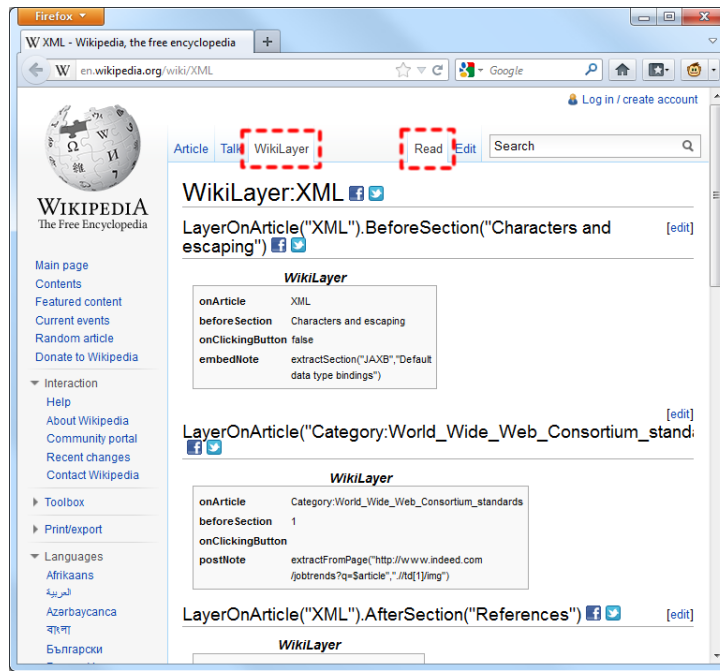 Firefox
W XML - Wikipedia, the free encyclopedia
W en.wikipedia.org/wiki/XML
Google
Log in / create account
Article Talk WikiLayer Read Edit Search
WIKIPEDIA
The Free Encyclopedia
Main page
Contents
Featured content
Current events
Random article
Donate to Wikipedia
Interaction
Help
About Wikipedia
Community portal
Recent changes
Contact Wikipedia
Toolbox
Print/export
Languages
Afrikaans
العربية
Azərbaycanca
বাংলা
Български
WikiLayer:XML
LayerOnArticle("XML").BeforeSection("Characters and [edit]
escaping")
WikiLayer
onArticle XML
beforeSection Characters and escaping
onClickingButton false
embedNote extractSection("JAXB","Default
data type bindings")
[edit]
LayerOnArticle("Category:World_Wide_Web_Consortium_standa
WikiLayer
onArticle Category:World_Wide_Web_Consortium_standards
beforeSection 1
onClickingButton
postNote extractFromPage("http://www.indeed.com
/jobtrends?q=$article",".//td[1]/img")
LayerOnArticle("XML").AfterSection("References") [edit]
WikiLayer